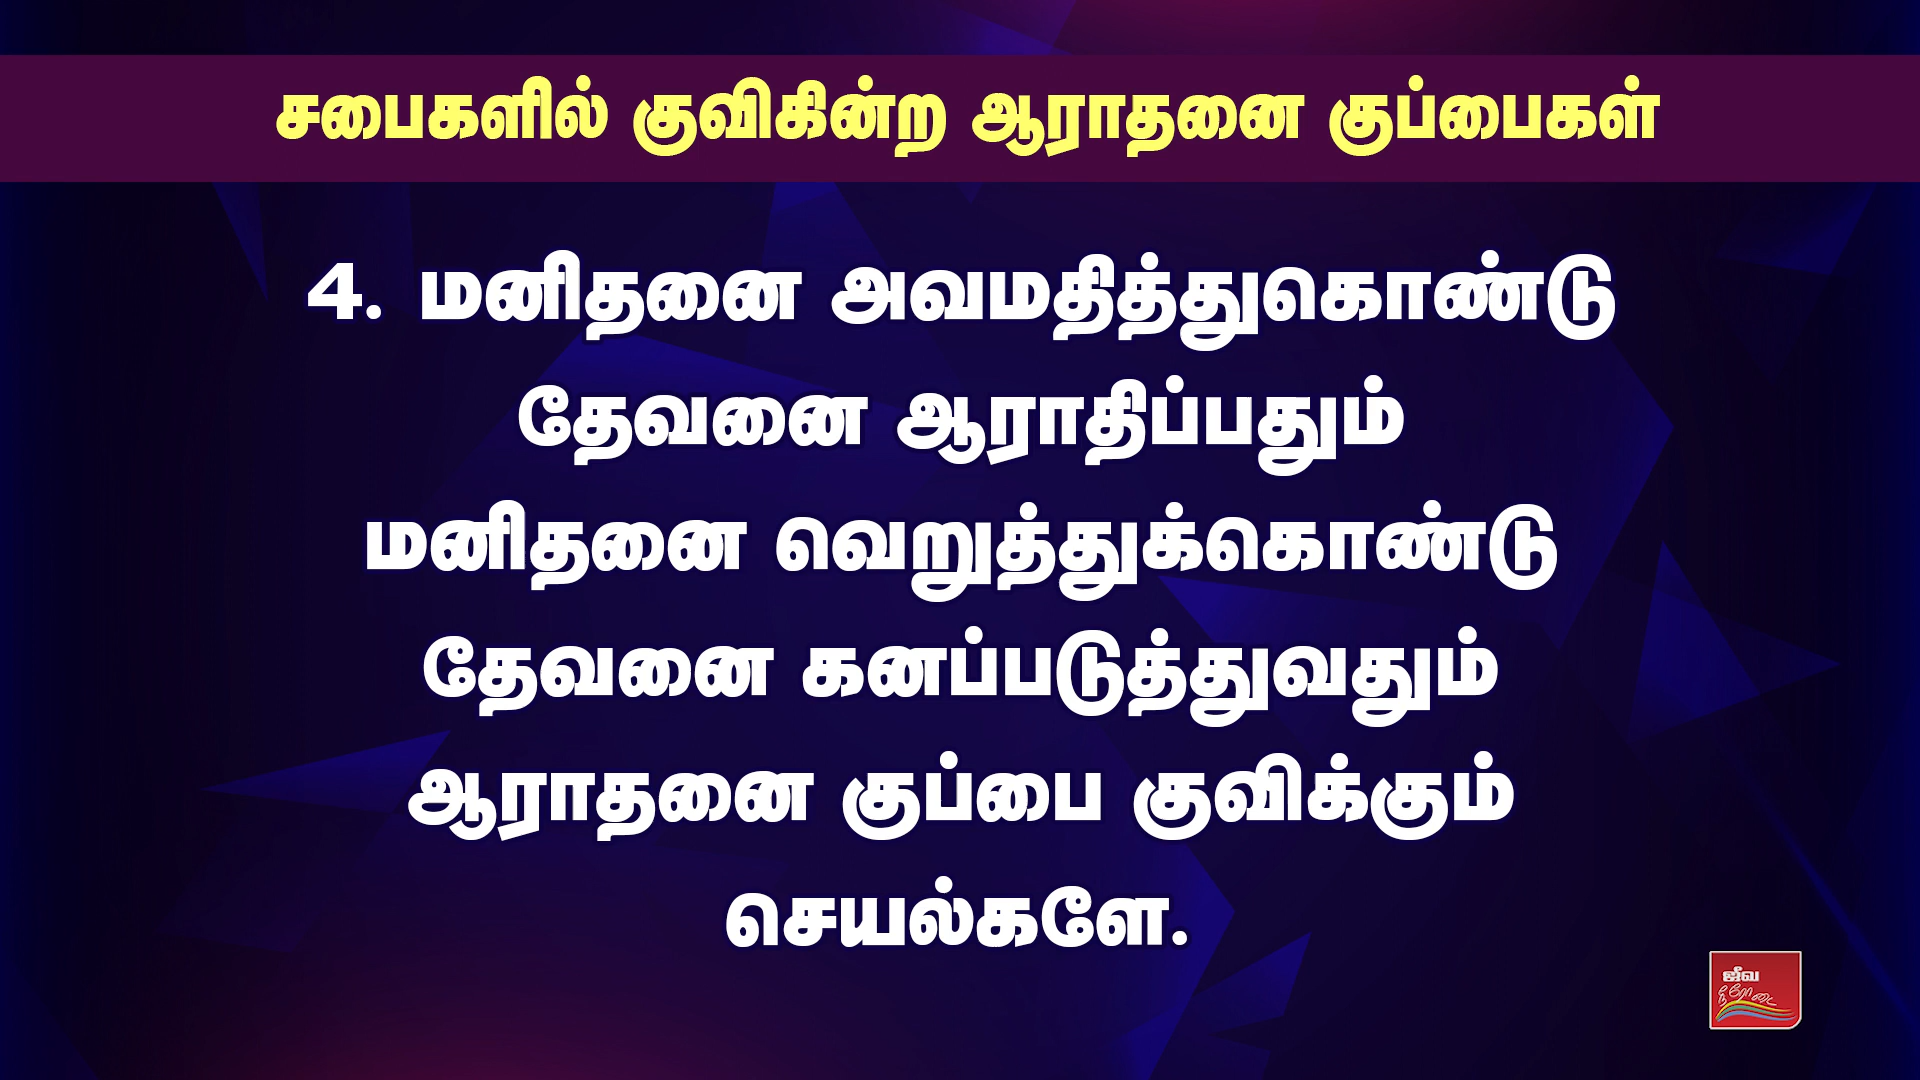 சபைகளில் குவிகின்ற ஆராதனை குப்பைகள்
4. மனிதனை அவமதித்துகொண்டு
தேவனை ஆராதிப்பதும்
மனிதனை வெறுத்துக்கொண்டு
தேவனை கனப்படுத்துவதும்
ஆராதனை குப்பை குவிக்கும்
செயல்களே.
ஜீவ
நீரோடை